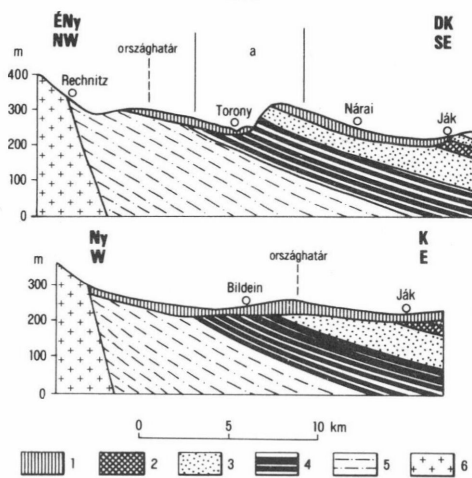 ÉNy DK
NW SE
m országhatár a
400 Rechnitz
300 Torony Nárai Ják
200
100
0
Ny K
W E
m országhatár
300 Bildein Ják
200
100
0
0 5 10 km
1 2 3 4 5 6